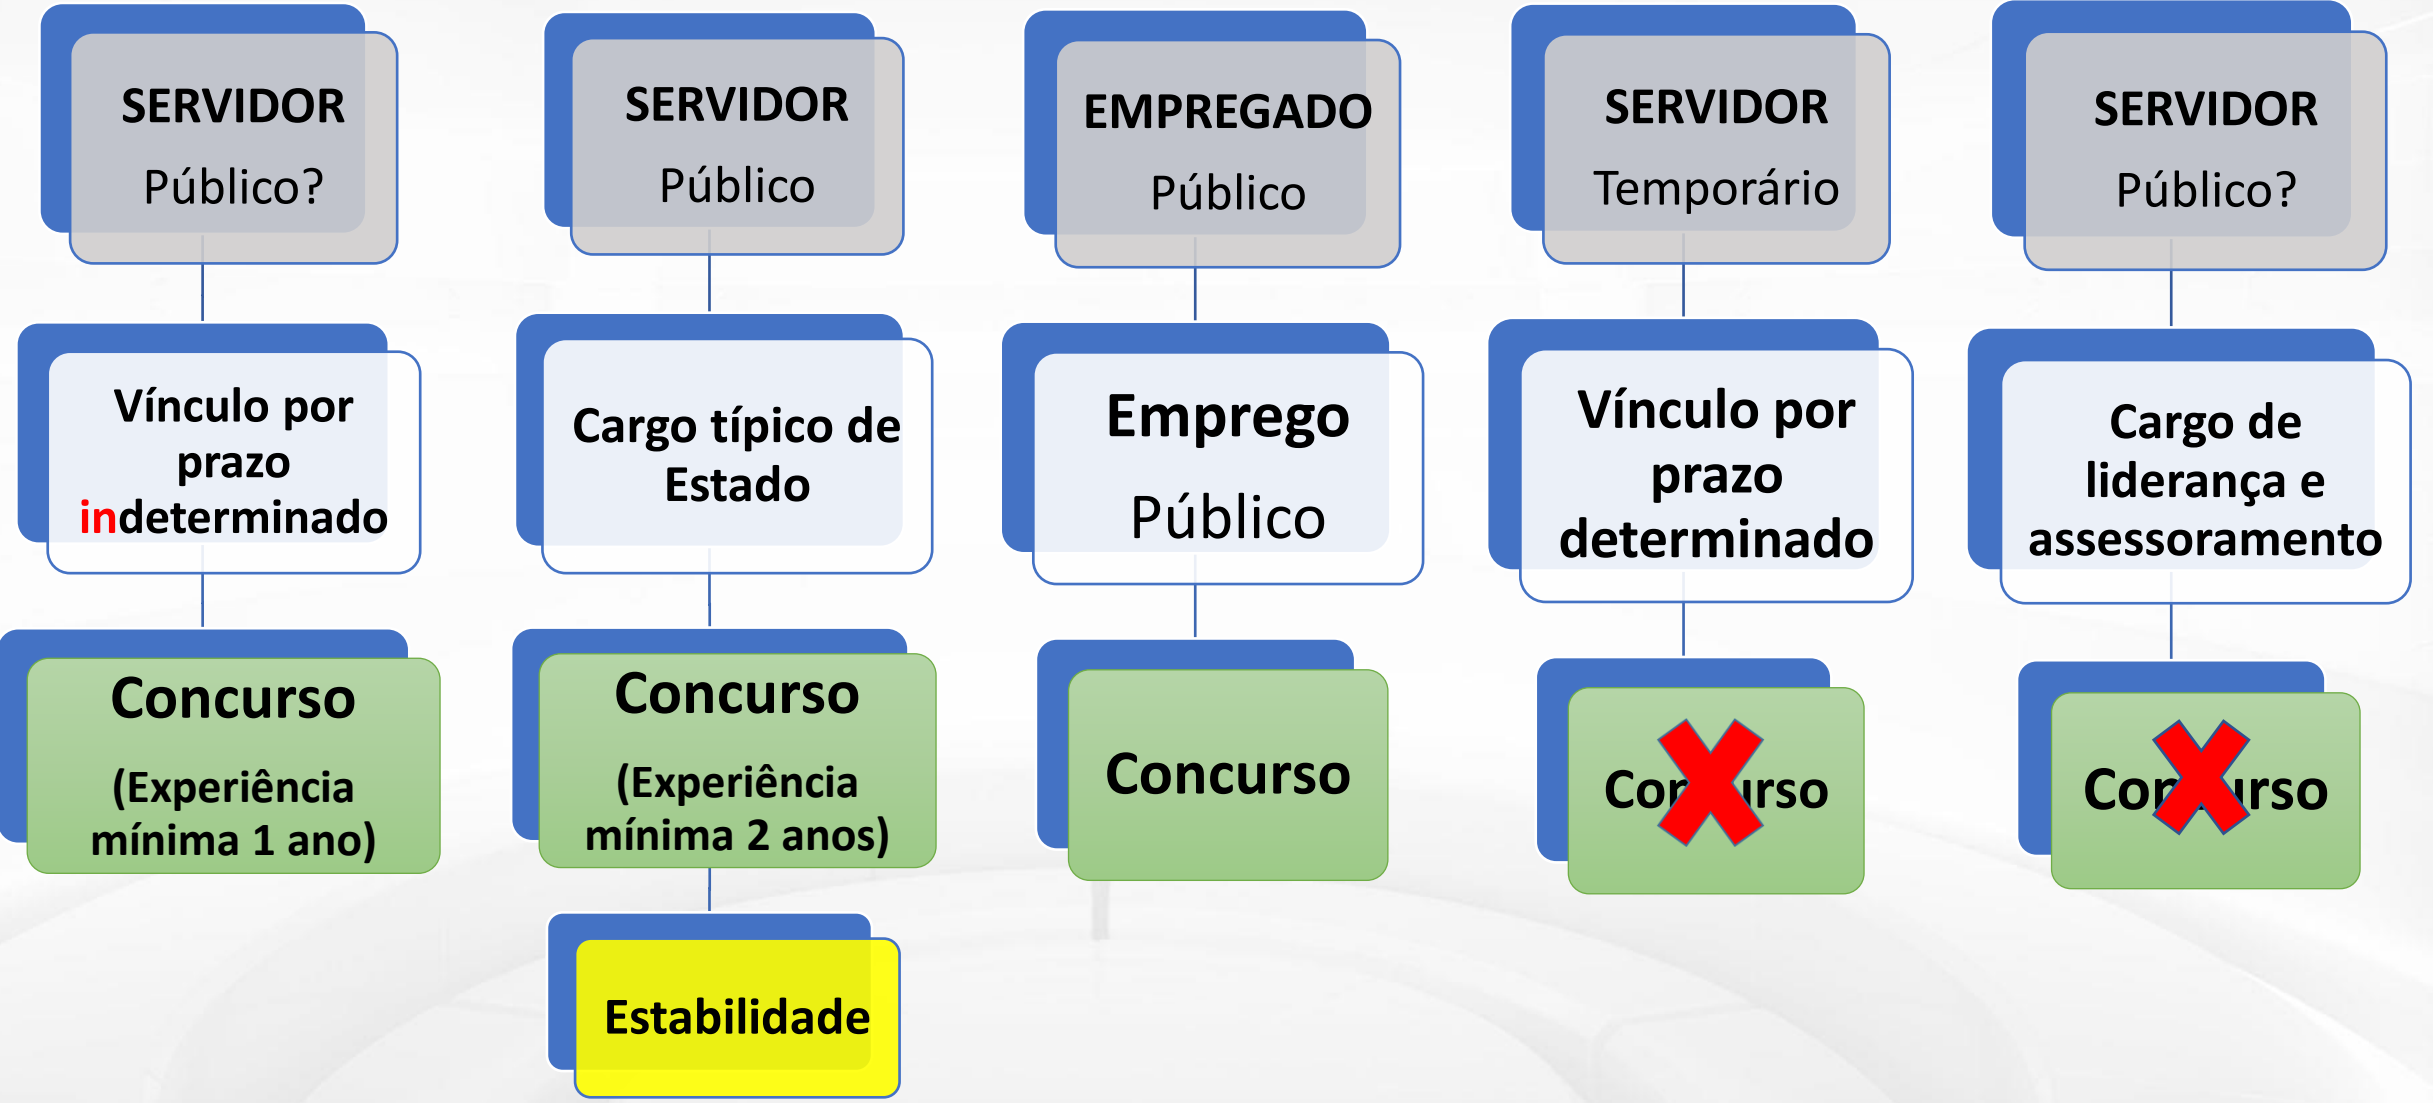 SERVIDOR
Público?
Vínculo por
prazo
indeterminado
Concurso
(Experiência
mínima 1 ano)
SERVIDOR
Público
Cargo típico de
Estado
Concurso
(Experiência
mínima 2 anos)
Estabilidade
EMPREGADO
Público
Emprego
Público
Concurso
SERVIDOR
Temporário
Vínculo por
prazo
determinado
Concurso
SERVIDOR
Público?
Cargo de
liderança e
assessoramento
Concurso